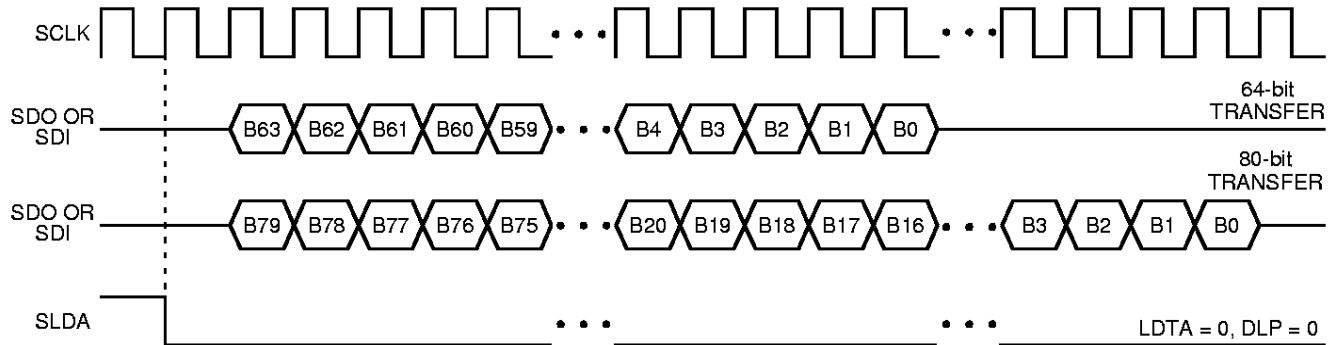 SCLK
64-bit
TRANSFER
SDO OR
SDI
B63 B62 B61 B60 B59 B4 B3 B2 B1 B0
80-bit
TRANSFER
SDO OR
SDI
B79 B78 B77 B76 B75 B20 B19 B18 B17 B16 B3 B2 B1 B0
SLDA
LDTA = 0, DLP = 0